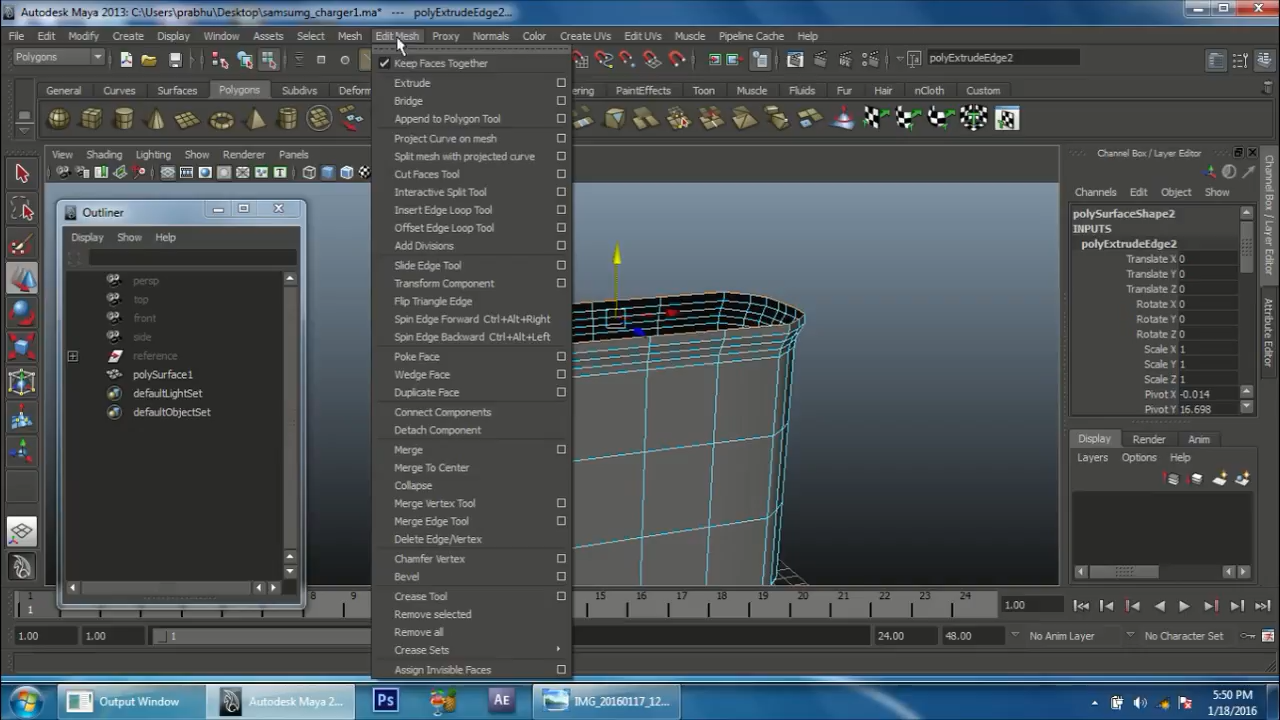 Autodesk Maya 2013: C:\Users\prabhu\Desktop\samsumg_charger1.ma* --- polyExtrudeEdge2...
File Edit Modify Create Display Window Assets Select Mesh Edit Mesh Proxy Normals Color Create UVs Edit UVs Muscle Pipeline Cache Help
Polygons
polyExtrudeEdge2
General Curves Surfaces Polygons Subdivs Deform
ering PaintEffects Toon Muscle Fluids Fur Hair nCloth Custom
View Shading Lighting Show Renderer Panels
Outliner
Display Show Help
persp
top
front
side
reference
polySurface1
defaultLightSet
defaultObjectSet
Keep Faces Together
Extrude
Bridge
Append to Polygon Tool
Project Curve on mesh
Split mesh with projected curve
Cut Faces Tool
Interactive Split Tool
Insert Edge Loop Tool
Offset Edge Loop Tool
Add Divisions
Slide Edge Tool
Transform Component
Flip Triangle Edge
Spin Edge Forward Ctrl+Alt+Right
Spin Edge Backward Ctrl+Alt+Left
Poke Face
Wedge Face
Duplicate Face
Connect Components
Detach Component
Merge
Merge To Center
Collapse
Merge Vertex Tool
Merge Edge Tool
Delete Edge/Vertex
Chamfer Vertex
Bevel
Crease Tool
Remove selected
Remove all
Crease Sets
Assign Invisible Faces
Channel Box / Layer Editor
Channels Edit Object Show
polySurfaceShape2
INPUTS
polyExtrudeEdge2
Translate X 0
Translate Y 0
Translate Z 0
Rotate X 0
Rotate Y 0
Rotate Z 0
Scale X 1
Scale Y 1
Scale Z 1
Pivot X -0.014
Pivot Y 16.698
Display Render Anim
Layers Options Help
Channel Box / Layer Editor
Attribute Editor
1 8 9 15 16 17 18 19 20 21 22 23 24
1
1.00
1.00 1.00 1 24.00 48.00 No Anim Layer No Character Set
Output Window
Autodesk Maya 2...
Ps
AE
IMG_20160117_12...
5:50 PM
1/18/2016